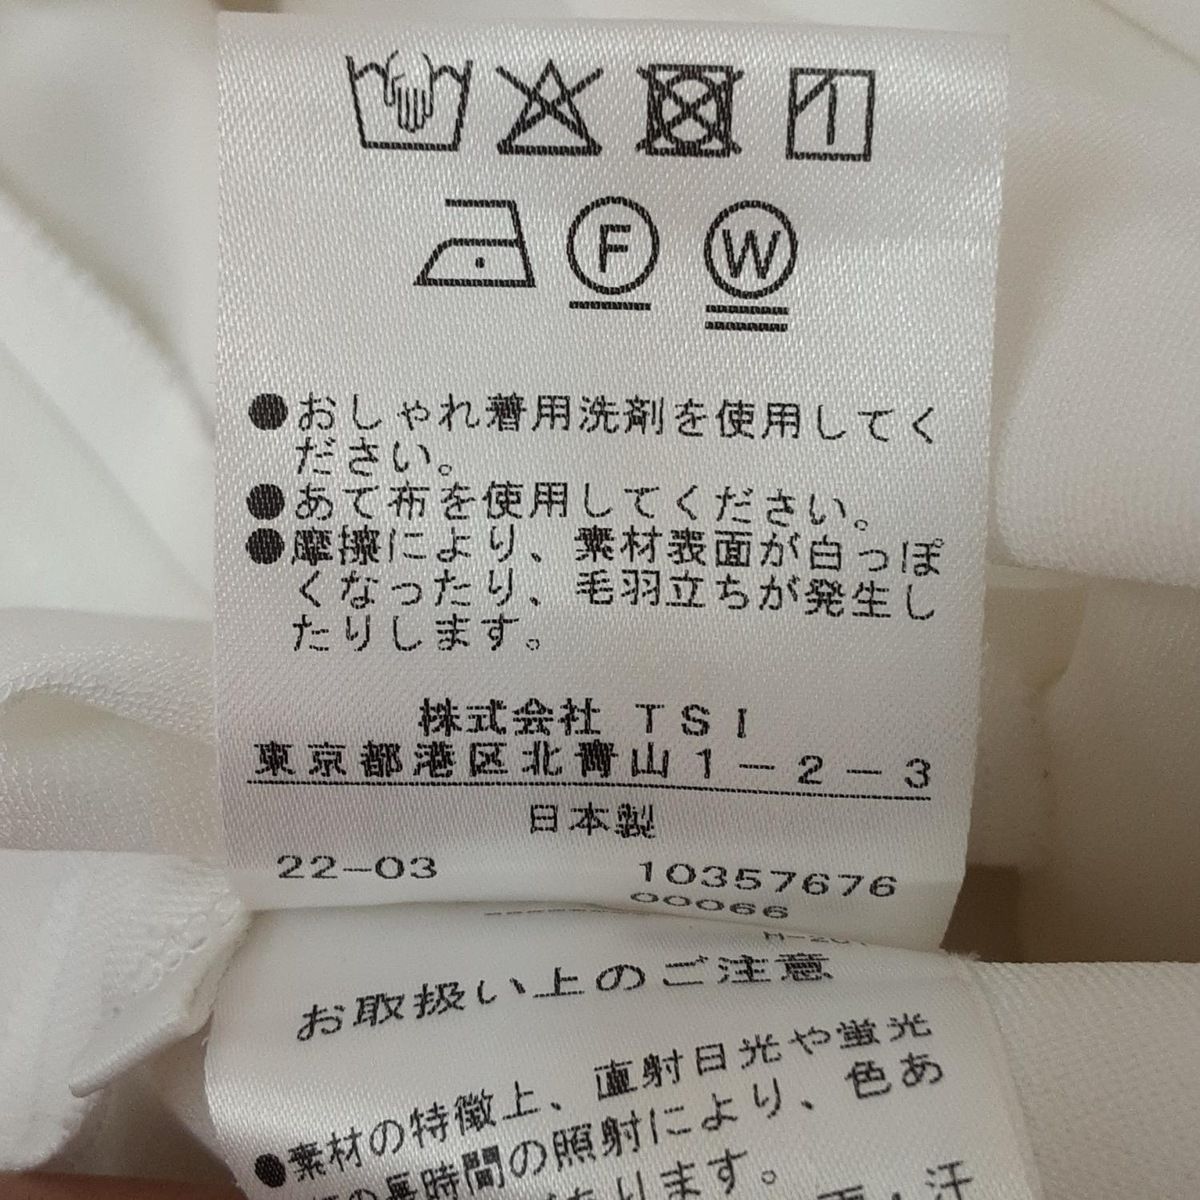 F W
●おしゃれ着用洗剤を使用してく
ださい。
●あて布を使用してください。
●摩擦により、素材表面が白っぽ
くなったり、毛羽立ちが発生し
たりします。
株式会社 TSI
東京都港区北青山1-2-3
日本製
22-03 10357676
00066
お取扱い上のご注意
●素材の特徴上、直射日光や蛍光
の長時間の照射により、色あ
ります。
・汗